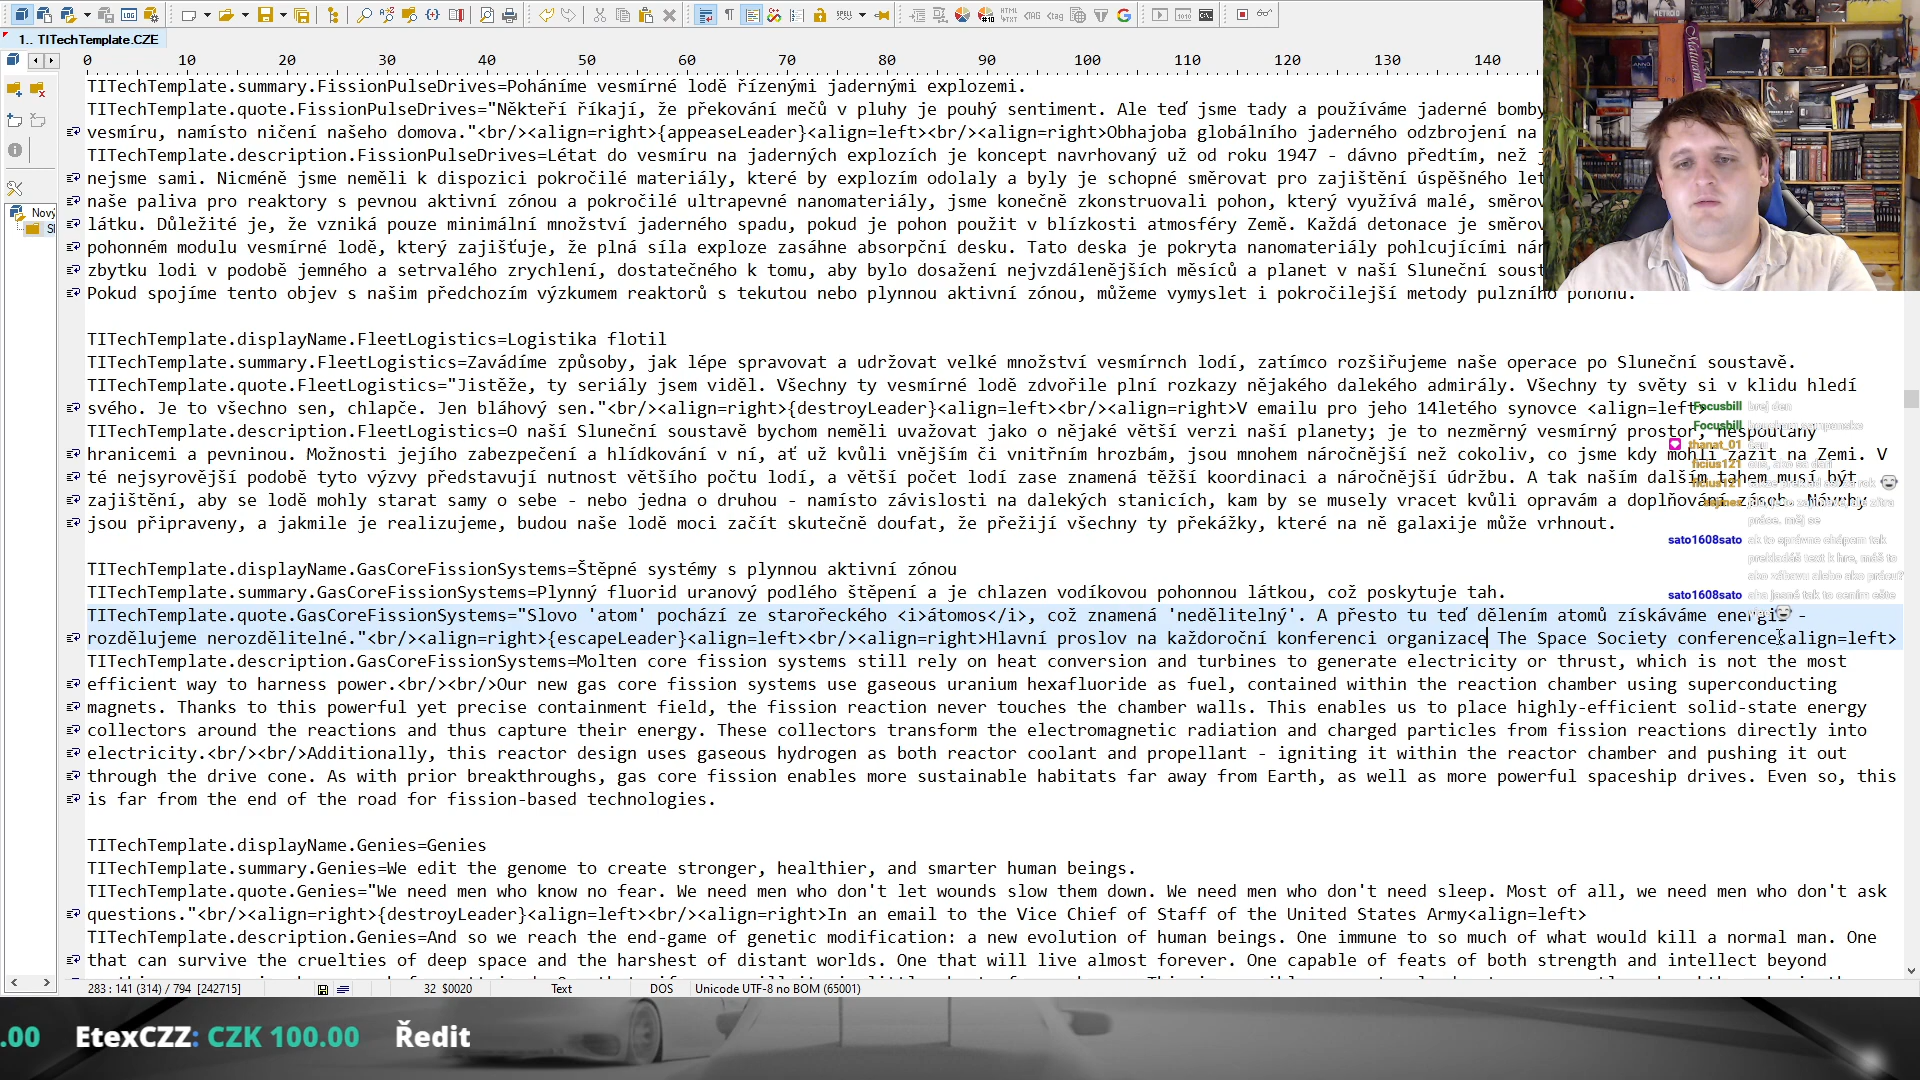 1.. TITechTemplate.CZE
0 10 20 30 40 50 60 70 80 90 100 110 120 130 140
TITechTemplate.summary.FissionPulseDrives=Poháníme vesmírné lodě řízenými jadernými explozemi.
TITechTemplate.quote.FissionPulseDrives="Někteří říkají, že překování mečů v pluhy je pouhý sentiment. Ale teď jsme tady a používáme jaderné bomby
vesmíru, namísto ničení našeho domova."<br/><align=right>{appeaseLeader}<align=left><br/><align=right>Obhajoba globálního jaderného odzbrojení na
TITechTemplate.description.FissionPulseDrives=Létat do vesmíru na jaderných explozích je koncept navrhovaný už od roku 1947 - dávno předtím, než
nejsme sami. Nicméně jsme neměli k dispozici pokročilé materiály, které by explozím odolaly a byly je schopné směrovat pro zajištění úspěšného
naše paliva pro reaktory s pevnou aktivní zónou a pokročilé ultrapevné nanomateriály, jsme konečně zkonstruovali pohon, který využívá malé,
látku. Důležité je, že vzniká pouze minimální množství jaderného spadu, pokud je pohon použit v blízkosti atmosféry Země. Každá detonace je
pohonném modulu vesmírné lodě, který zajišťuje, že plná síla exploze zasáhne absorpční desku. Tato deska je pokryta nanomateriály pohlcujícími
zbytku lodi v podobě jemného a setrvalého zrychlení, dostatečného k tomu, aby bylo dosažení nejvzdálenějších měsíců a planet v naší Sluneční
Pokud spojíme tento objev s našim předchozím výzkumem reaktorů s tekutou nebo plynnou aktivní zónou, můžeme vymyslet i pokročilejší metody pulzního pohonu.
TITechTemplate.displayName.FleetLogistics=Logistika flotil
TITechTemplate.summary.FleetLogistics=Zavádíme způsoby, jak lépe spravovat a udržovat velké množství vesmírnch lodí, zatímco rozšiřujeme naše operace po Sluneční soustavě.
TITechTemplate.quote.FleetLogistics="Jistěže, ty seriály jsem viděl. Všechny ty vesmírné lodě zdvořile plní rozkazy nějakého dalekého admirály. Všechny ty světy si v klidu hledí
svého. Je to všechno sen, chlapče. Jen bláhový sen."<br/><align=right>{destroyLeader}<align=left><br/><align=right>V emailu pro jeho 14letého synovce <align=left>
TITechTemplate.description.FleetLogistics=O naší Sluneční soustavě bychom neměli uvažovat jako o nějaké větší verzi naší planety; je to nezměrný vesmírný prostor, nespoutaný
hranicemi a pevninou. Možnosti jejího zabezpečení a hlídkování v ní, ať už kvůli vnějším či vnitřním hrozbám, jsou mnohem náročnější než cokoliv, co jsme kdy mohli zažít na Zemi. V
té nejsyrovější podobě tyto výzvy představují nutnost většího počtu lodí, a větší počet lodí zase znamená těžší koordinaci a náročnější údržbu. A tak naším dalším tahem musí být
zajištění, aby se lodě mohly starat samy o sebe - nebo jedna o druhou - namísto závislosti na dalekých stanicích, kam by se musely vracet kvůli opravám a doplňování zásob. Návrhy
jsou připraveny, a jakmile je realizujeme, budou naše lodě moci začít skutečně doufat, že přežijí všechny ty překážky, které na ně galaxije může vrhnout.
TITechTemplate.displayName.GasCoreFissionSystems=Štěpné systémy s plynnou aktivní zónou
TITechTemplate.summary.GasCoreFissionSystems=Plynný fluorid uranový podlého štěpení a je chlazen vodíkovou pohonnou látkou, což poskytuje tah.
TITechTemplate.quote.GasCoreFissionSystems="Slovo 'atom' pochází ze starořeckého <i>átomos</i>, což znamená 'nedělitelný'. A přesto tu teď dělením atomů získáváme energii -
rozdělujeme nerozdělitelné."<br/><align=right>{escapeLeader}<align=left><br/><align=right>Hlavní proslov na každoroční konferenci organizace The Space Society conference<align=left>
TITechTemplate.description.GasCoreFissionSystems=Molten core fission systems still rely on heat conversion and turbines to generate electricity or thrust, which is not the most
efficient way to harness power.<br/><br/>Our new gas core fission systems use gaseous uranium hexafluoride as fuel, contained within the reaction chamber using superconducting
magnets. Thanks to this powerful yet precise containment field, the fission reaction never touches the chamber walls. This enables us to place highly-efficient solid-state energy
collectors around the reactions and thus capture their energy. These collectors transform the electromagnetic radiation and charged particles from fission reactions directly into
electricity.<br/><br/>Additionally, this reactor design uses gaseous hydrogen as both reactor coolant and propellant - igniting it within the reactor chamber and pushing it out
through the drive cone. As with prior breakthroughs, gas core fission enables more sustainable habitats far away from Earth, as well as more powerful spaceship drives. Even so, this
is far from the end of the road for fission-based technologies.
TITechTemplate.displayName.Genies=Genies
TITechTemplate.summary.Genies=We edit the genome to create stronger, healthier, and smarter human beings.
TITechTemplate.quote.Genies="We need men who know no fear. We need men who don't let wounds slow them down. We need men who don't need sleep. Most of all, we need men who don't ask
questions."<br/><align=right>{destroyLeader}<align=left><br/><align=right>In an email to the Vice Chief of Staff of the United States Army<align=left>
TITechTemplate.description.Genies=And so we reach the end-game of genetic modification: a new evolution of human beings. One immune to so much of what would kill a normal man. One
that can survive the cruelties of deep space and the harshest of distant worlds. One that will live almost forever. One capable of feats of both strength and intellect beyond
Nový
Focusbill brej den
Focusbill
thanat_01
ficius121
ficius121
sato1608sato ak to správne chápem tak
prekladáš text k hre, máš to
sato1608sato
283 : 141 (314) / 794 [242715] 32 $0020 Text DOS Unicode UTF-8 no BOM (65001)
.00 EtexCZZ: CZK 100.00 Ředit